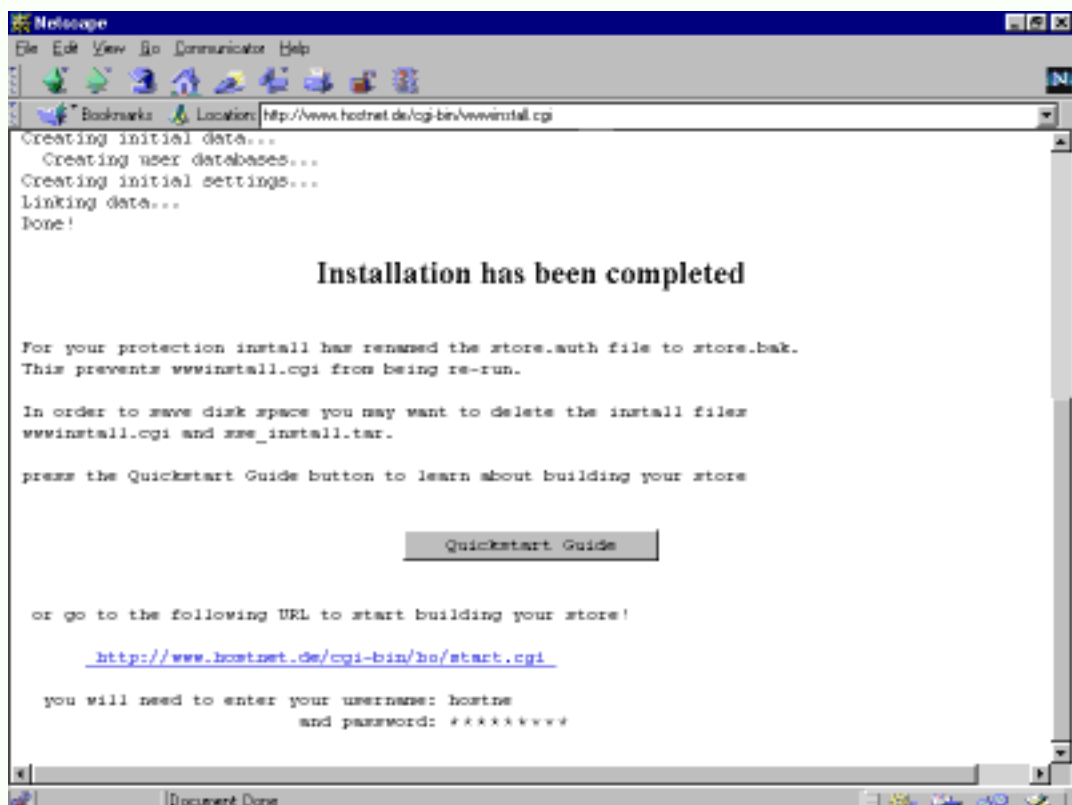 Netscape
File Edit View Go Communicator Help
N
Bookmarks Location: http://www.hostnet.de/cgi-bin/wwwinstall.cgi
Creating initial data...
Creating user databases...
Creating initial settings...
Linking data...
Done!
Installation has been completed
For your protection install has renamed the store.auth file to store.bak.
This prevents wwwinstall.cgi from being re-run.
In order to save disk space you may want to delete the install files
wwwinstall.cgi and sse_install.tar.
press the Quickstart Guide button to learn about building your store
Quickstart Guide
or go to the following URL to start building your store!
http://www.hostnet.de/cgi-bin/bo/start.cgi
you will need to enter your username: hostne
and password: *********
Document Done